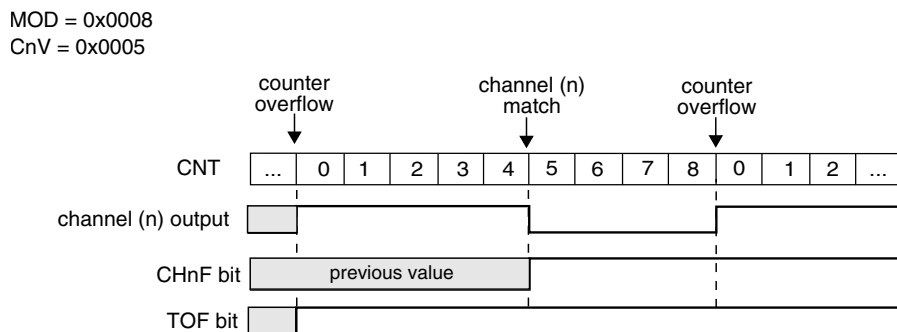 MOD = 0x0008
CnV = 0x0005
counter overflow
channel (n) match
counter overflow
CNT ... 0 1 2 3 4 5 6 7 8 0 1 2 ...
channel (n) output
CHnF bit previous value
TOF bit